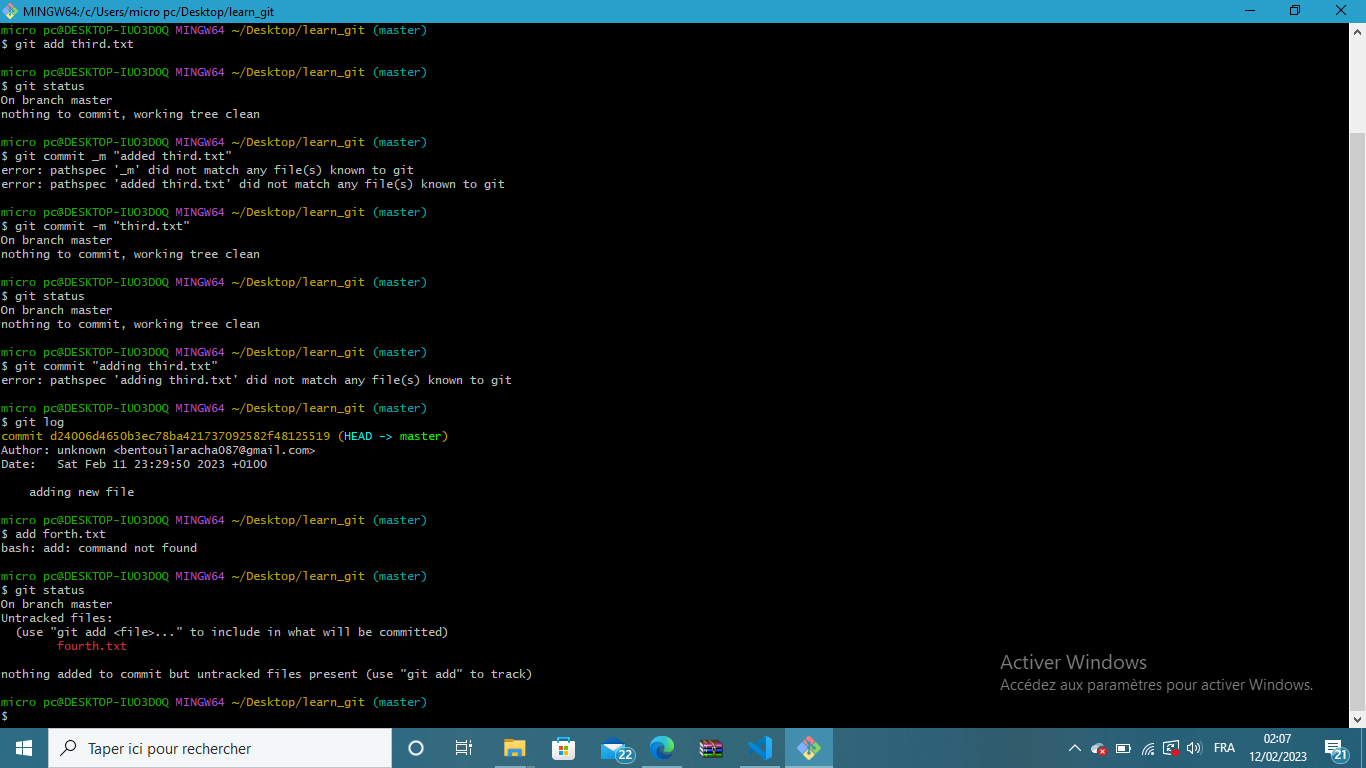 MINGW64:/c/Users/micro pc/Desktop/learn_git
micro pc@DESKTOP-IUO3DOQ MINGW64 ~/Desktop/learn_git (master)
$ git add third.txt
micro pc@DESKTOP-IUO3DOQ MINGW64 ~/Desktop/learn_git (master)
$ git status
On branch master
nothing to commit, working tree clean
micro pc@DESKTOP-IUO3DOQ MINGW64 ~/Desktop/learn_git (master)
$ git commit _m "added third.txt"
error: pathspec '_m' did not match any file(s) known to git
error: pathspec 'added third.txt' did not match any file(s) known to git
micro pc@DESKTOP-IUO3DOQ MINGW64 ~/Desktop/learn_git (master)
$ git commit -m "third.txt"
On branch master
nothing to commit, working tree clean
micro pc@DESKTOP-IUO3DOQ MINGW64 ~/Desktop/learn_git (master)
$ git status
On branch master
nothing to commit, working tree clean
micro pc@DESKTOP-IUO3DOQ MINGW64 ~/Desktop/learn_git (master)
$ git commit "adding third.txt"
error: pathspec 'adding third.txt' did not match any file(s) known to git
micro pc@DESKTOP-IUO3DOQ MINGW64 ~/Desktop/learn_git (master)
$ git log
commit d24006d4650b3ec78ba421737092582f48125519 (HEAD -> master)
Author: unknown <bentouilaracha087@gmail.com>
Date:   Sat Feb 11 23:29:50 2023 +0100
    adding new file
micro pc@DESKTOP-IUO3DOQ MINGW64 ~/Desktop/learn_git (master)
$ add forth.txt
bash: add: command not found
micro pc@DESKTOP-IUO3DOQ MINGW64 ~/Desktop/learn_git (master)
$ git status
On branch master
Untracked files:
  (use "git add <file>..." to include in what will be committed)
        fourth.txt
nothing added to commit but untracked files present (use "git add" to track)
micro pc@DESKTOP-IUO3DOQ MINGW64 ~/Desktop/learn_git (master)
$
Activer Windows
Accédez aux paramètres pour activer Windows.
Taper ici pour rechercher
22
FRA
02:07
12/02/2023
21